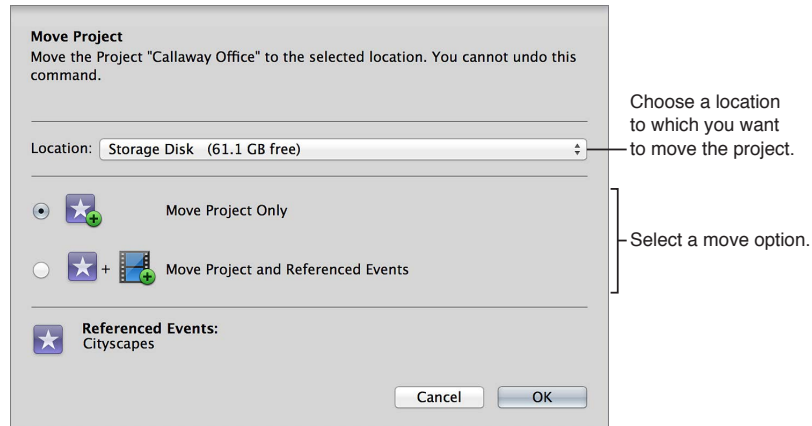 Move Project
Move the Project "Callaway Office" to the selected location. You cannot undo this
command.
Location: Storage Disk (61.1 GB free)
Choose a location
to which you want
to move the project.
Move Project Only
+ Move Project and Referenced Events
Select a move option.
Referenced Events:
Cityscapes
Cancel OK